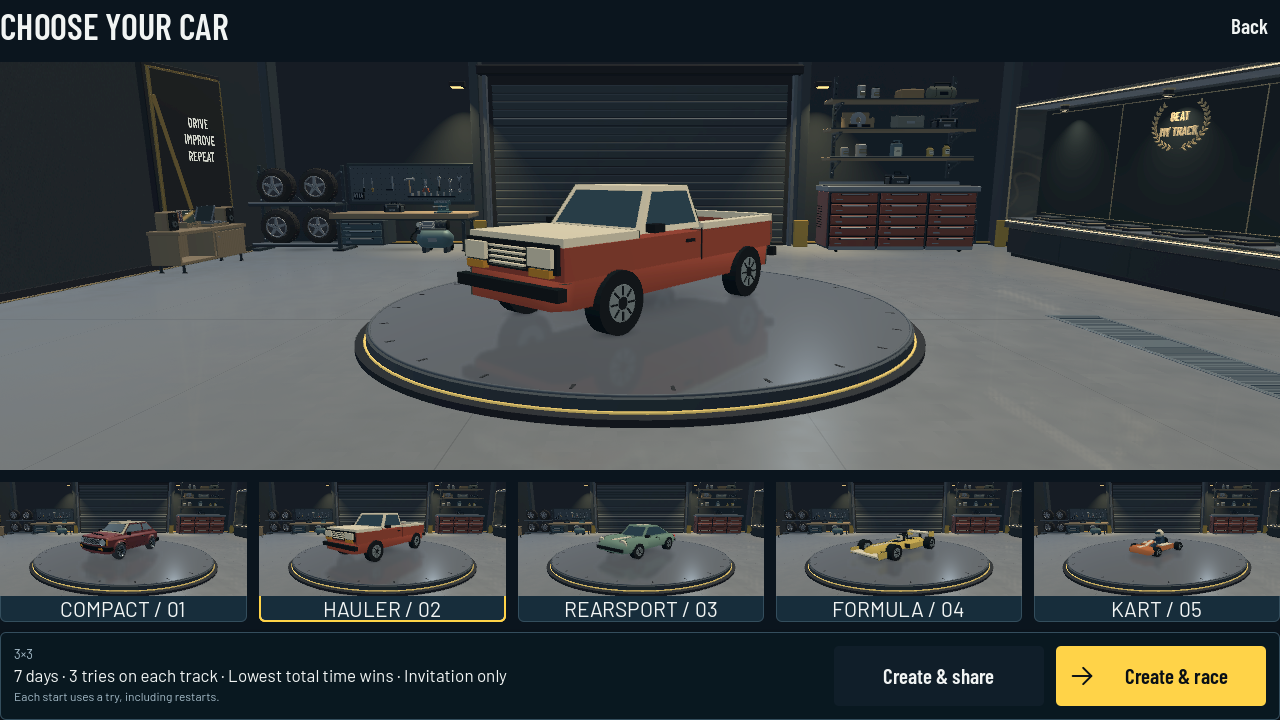 CHOOSE YOUR CAR
Back
DRIVE
IMPROVE
REPEAT
BEAT
MY TRACK
COMPACT / 01
HAULER / 02
REARSPORT / 03
FORMULA / 04
KART / 05
3×3
7 days · 3 tries on each track · Lowest total time wins · Invitation only
Each start uses a try, including restarts.
Create & share
Create & race